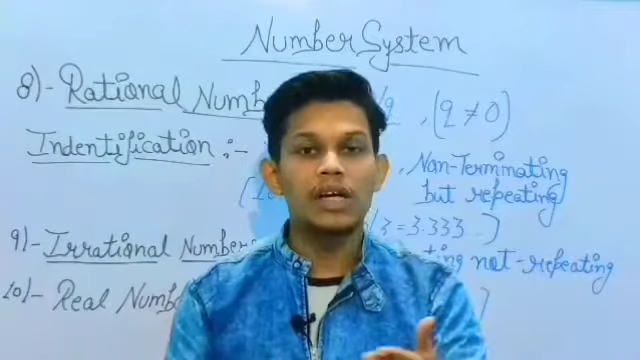 Number System
8)- Rational Numb /q , (q ≠ 0)
Indentification :- , Non-Terminating
but repeating
/3 = 3.333 )
9)- Irrational Number ting not-repeating
10)- Real Numb